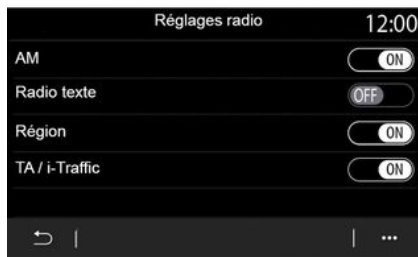 Réglages radio 12:00
AM ON
Radio texte OFF
Région ON
TA / i-Traffic ON